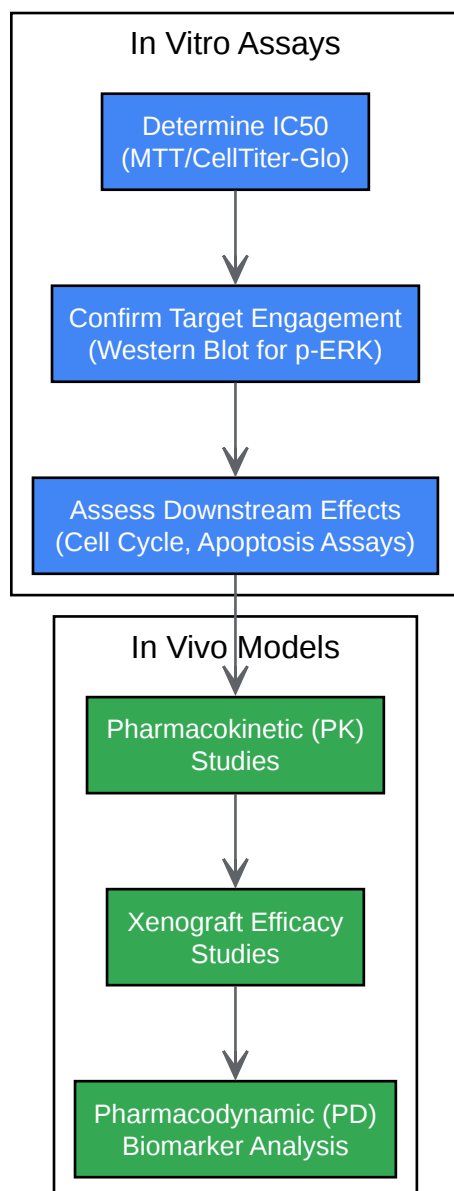 In Vitro Assays
Determine IC50
(MTT/CellTiter-Glo)
Confirm Target Engagement
(Western Blot for p-ERK)
Assess Downstream Effects
(Cell Cycle, Apoptosis Assays)
In Vivo Models
Pharmacokinetic (PK)
Studies
Xenograft Efficacy
Studies
Pharmacodynamic (PD)
Biomarker Analysis